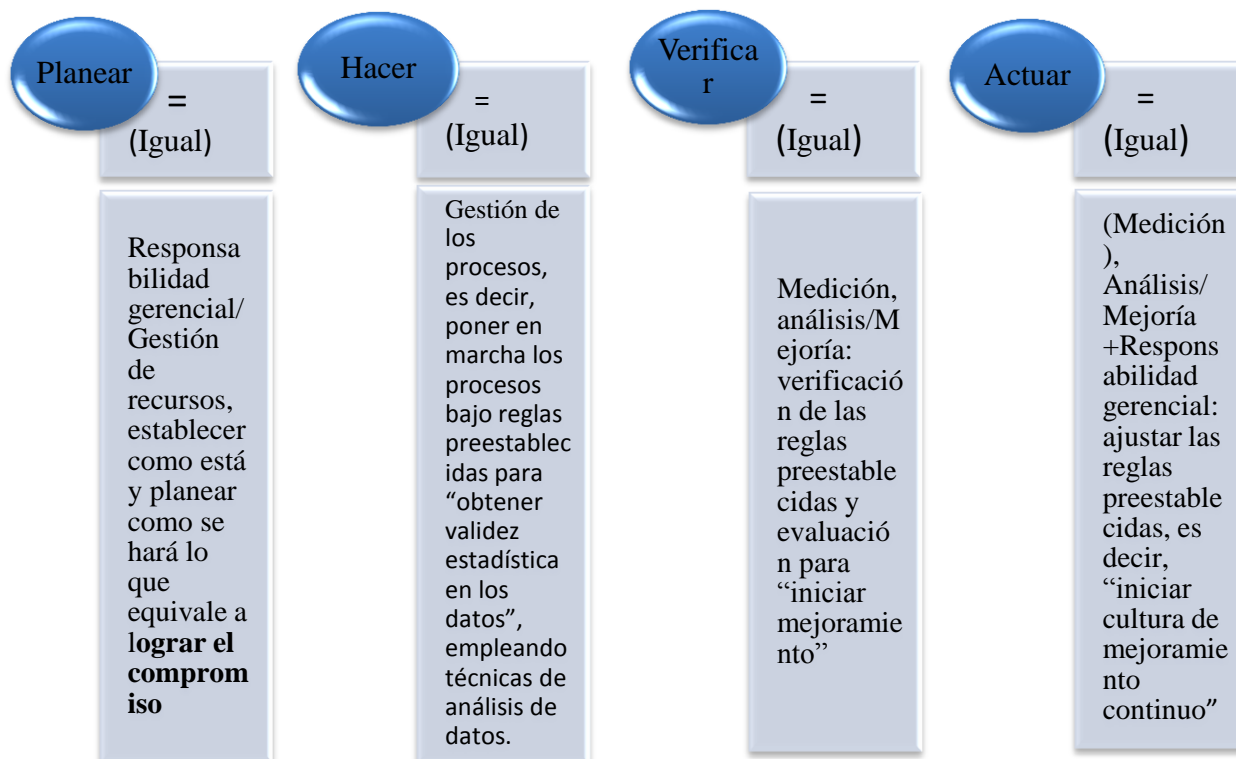 Planear
=
(Igual)
Responsa
bilidad
gerencial/
Gestión
de
recursos,
establecer
como está
y planear
como se
hará lo
que
equivale a
lograr el
comprom
iso
Hacer
=
(Igual)
Gestión de
los
procesos,
es decir,
poner en
marcha los
procesos
bajo reglas
preestablec
idas para
“obtener
validez
estadística
en los
datos”,
empleando
técnicas de
análisis de
datos.
Verifica
r
=
(Igual)
Medición,
análisis/M
ejoría:
verificació
n de las
reglas
preestable
cidas y
evaluació
n para
“iniciar
mejoramie
nto”
Actuar
=
(Igual)
(Medición
),
Análisis/
Mejoría
+Respons
abilidad
gerencial:
ajustar las
reglas
preestable
cidas, es
decir,
“iniciar
cultura de
mejoramie
nto
continuo”